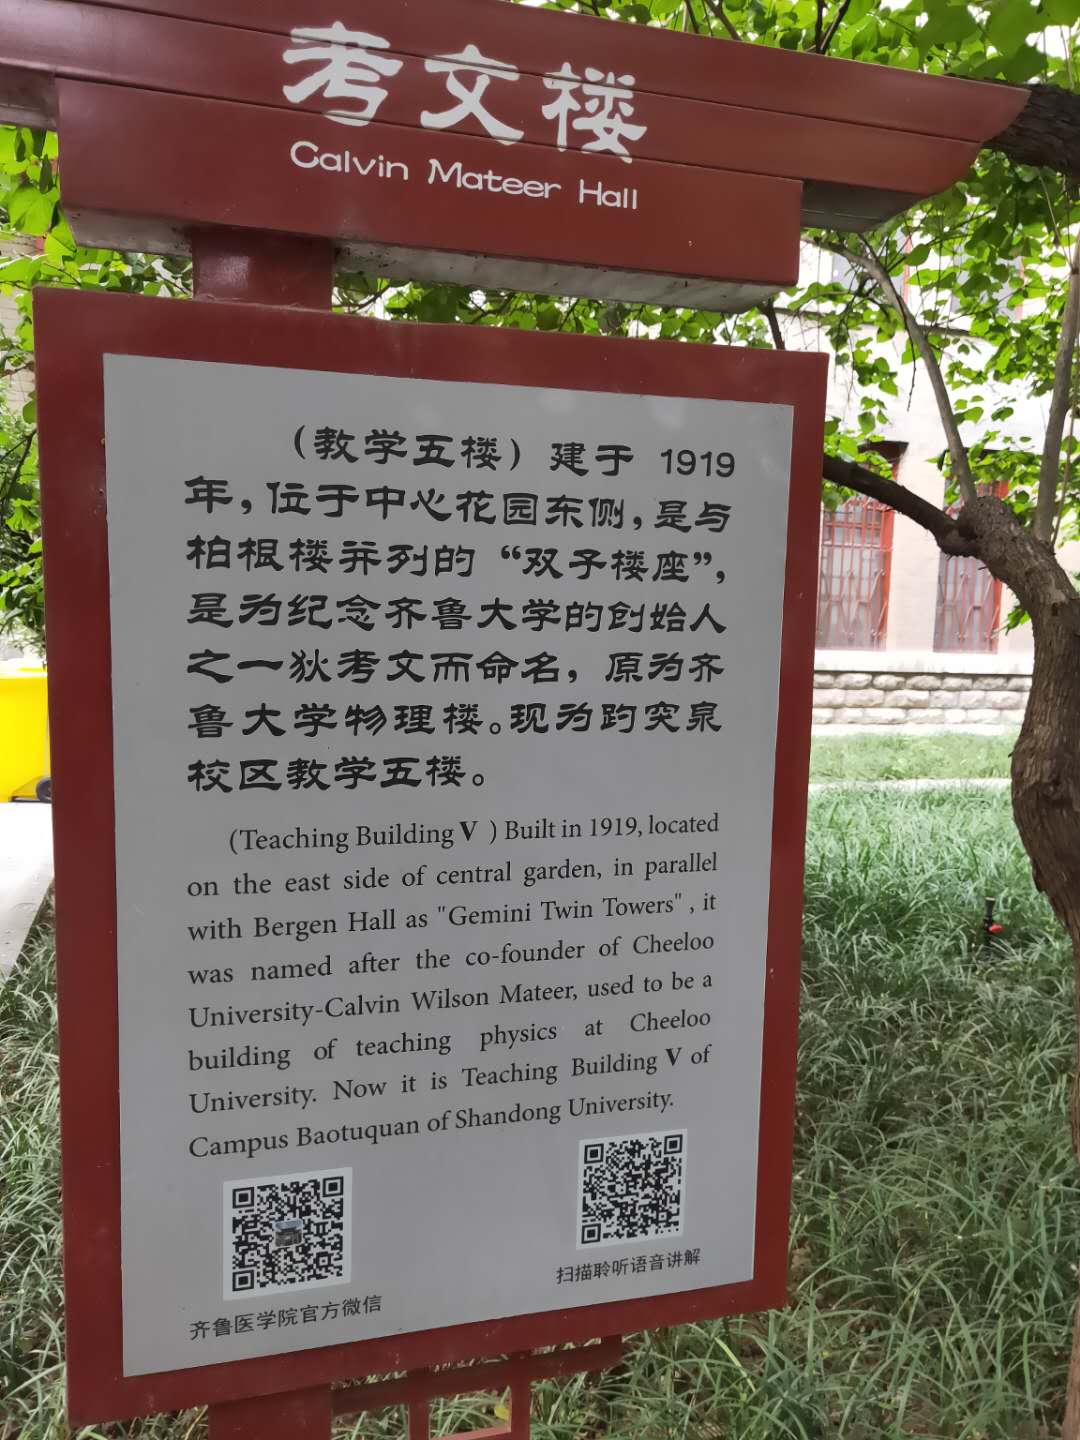 考文楼
Calvin Mateer Hall
（教学五楼）建于 1919
年，位于中心花园东侧，是与
柏根楼并列的“双子楼座”，
是为纪念齐鲁大学的创始人
之一狄考文而命名，原为齐
鲁大学物理楼。现为趵突泉
校区教学五楼。
(Teaching Building V ) Built in 1919, located
on the east side of central garden, in parallel
with Bergen Hall as "Gemini Twin Towers" , it
was named after the co-founder of Cheeloo
University-Calvin Wilson Mateer, used to be a
building of teaching physics at Cheeloo
University. Now it is Teaching Building V of
Campus Baotuquan of Shandong University.
齐鲁医学院官方微信
扫描聆听语音讲解